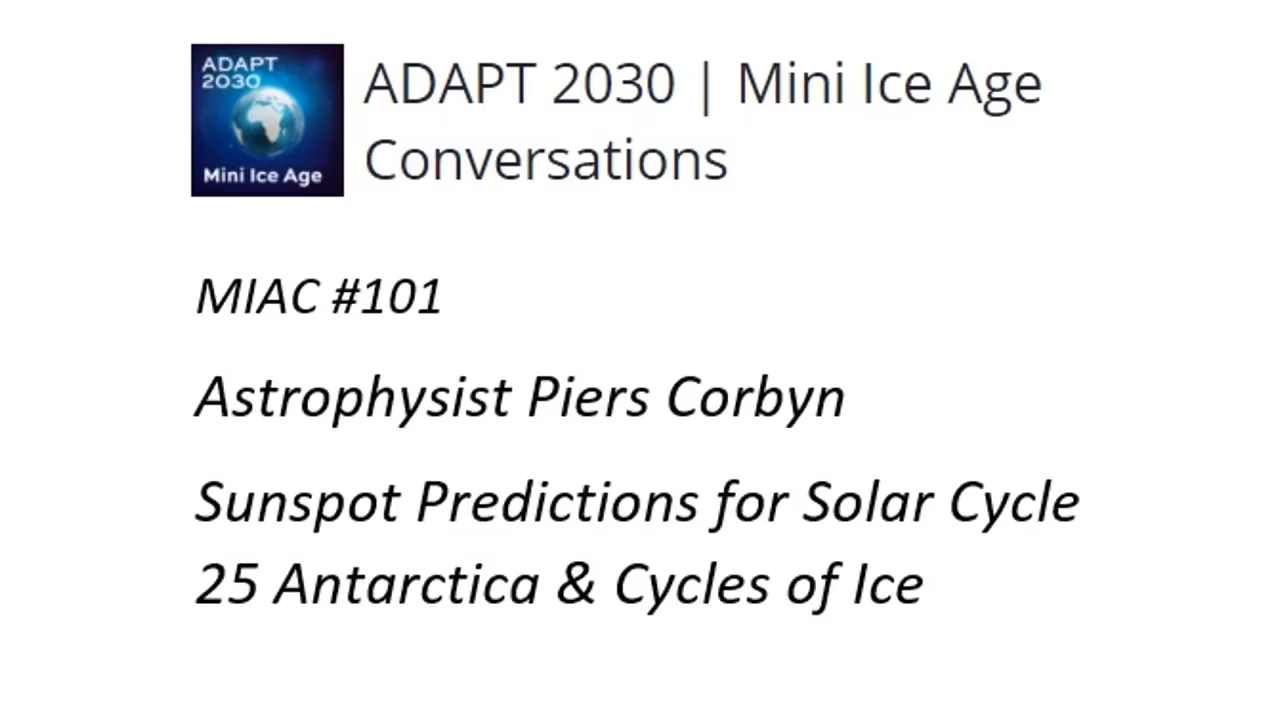 ADAPT
2030
Mini Ice Age
ADAPT 2030 | Mini Ice Age
Conversations
MIAC #101
Astrophysist Piers Corbyn
Sunspot Predictions for Solar Cycle
25 Antarctica & Cycles of Ice